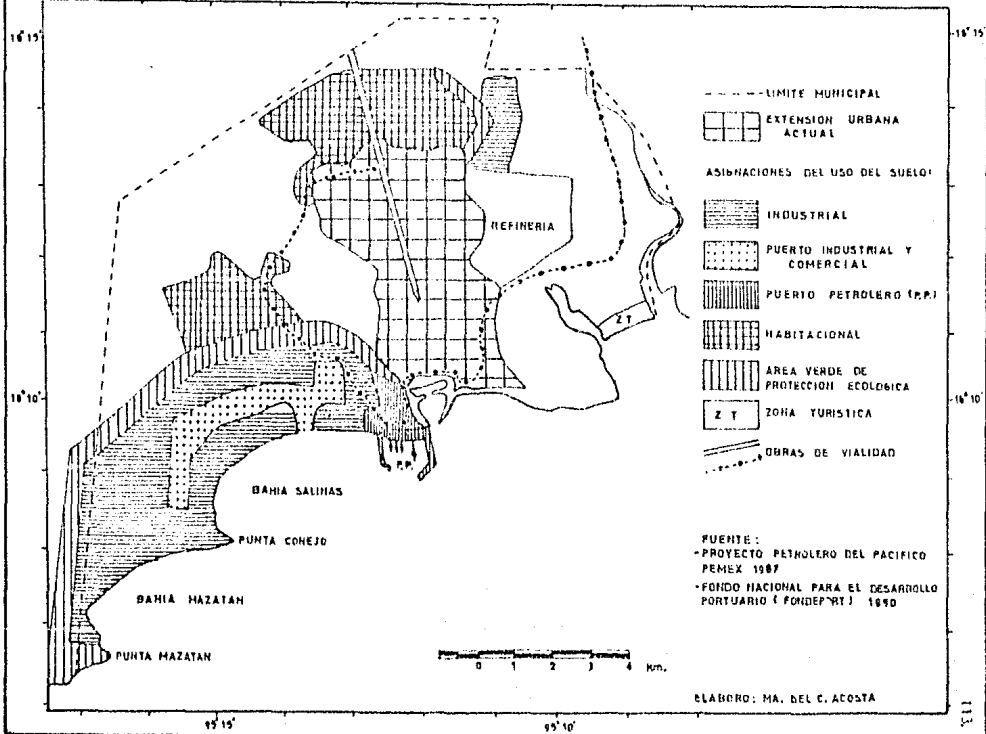 16°15'
16°15'
LIMITE MUNICIPAL
EXTENSION URBANA
ACTUAL
ASIGNACIONES DEL USO DEL SUELO:
INDUSTRIAL
PUERTO INDUSTRIAL Y
COMERCIAL
PUERTO PETROLERO (P.P.)
HABITACIONAL
AREA VERDE DE
PROTECCION ECOLOGICA
Z T ZONA TURISTICA
OBRAS DE VIALIDAD
REFINERIA
Z T
16°10'
16°10'
P.P.
BAHIA SALINAS
PUNTA CONEJO
BAHIA MAZATAN
PUNTA MAZATAN
FUENTE:
-PROYECTO PETROLERO DEL PACIFICO
PEMEX 1987
-FONDO NACIONAL PARA EL DESARROLLO
PORTUARIO (FONDEPORT) 1990
0 1 2 3 4 Km.
ELABORO: MA. DEL C. ACOSTA
95°15'
95°10'
113.